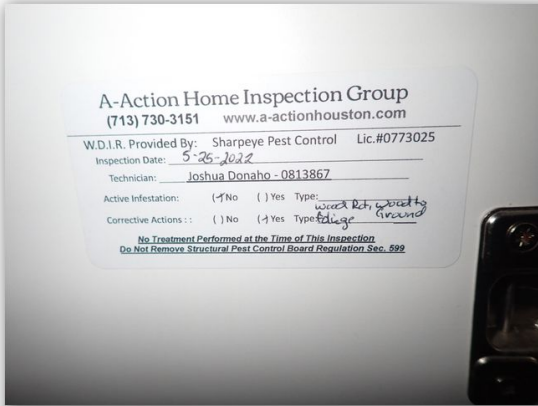 A-Action Home Inspection Group
(713) 730-3151 www.a-actionhouston.com
W.D.I.R. Provided By: Sharpeye Pest Control Lic.#0773025
Inspection Date: 5-25-2022
Technician: Joshua Donaho - 0813867
Active Infestation: (✓) No ( ) Yes Type:
Wood Rot, Wood to Ground
Corrective Actions : : ( ) No (✓) Yes Type:
No Treatment Performed at the Time of This Inspection
Do Not Remove Structural Pest Control Board Regulation Sec. 599